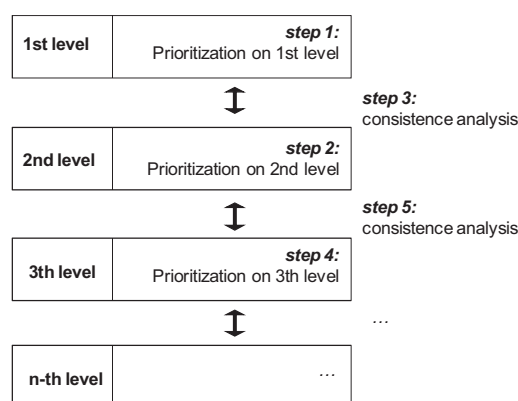 1st level
step 1:
Prioritization on 1st level
step 3:
consistence analysis
2nd level
step 2:
Prioritization on 2nd level
step 5:
consistence analysis
3th level
step 4:
Prioritization on 3th level
...
n-th level
...